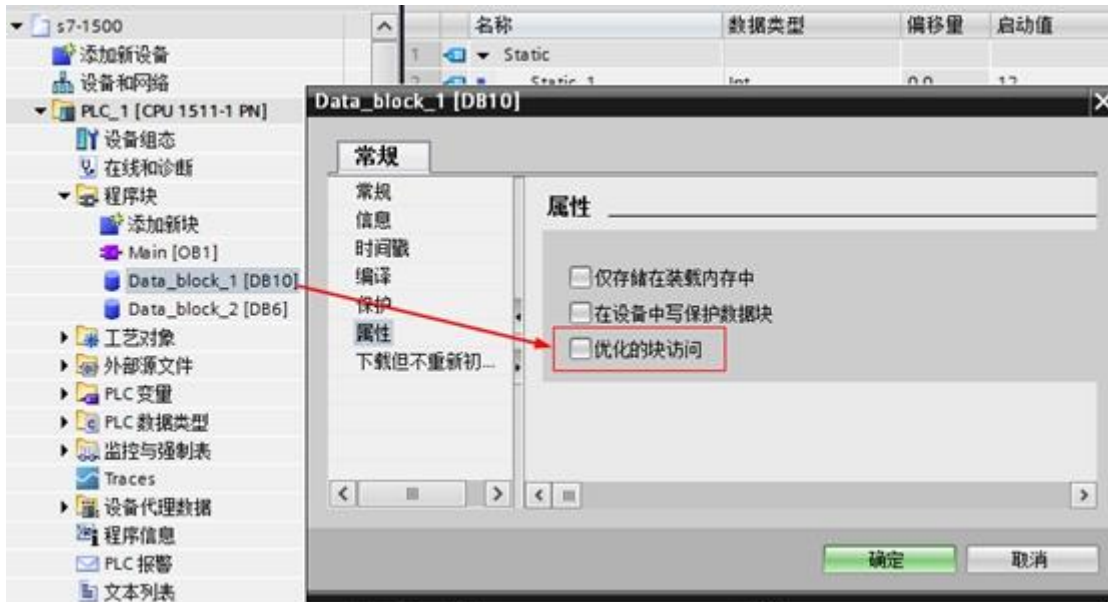 s7-1500
添加新设备
设备和网络
PLC_1 [CPU 1511-1 PN]
设备组态
在线和诊断
程序块
添加新块
Main [OB1]
Data_block_1 [DB10]
Data_block_2 [DB6]
工艺对象
外部源文件
PLC 变量
PLC 数据类型
监控与强制表
Traces
设备代理数据
程序信息
PLC 报警
文本列表
名称 数据类型 偏移量 启动值
1 Static
2 Static_1 Int 0.0 12
Data_block_1 [DB10]
常规
常规
信息
时间戳
编译
保护
属性
下载但不重新初...
属性
仅存储在装载内存中
在设备中写保护数据块
优化的块访问
确定 取消